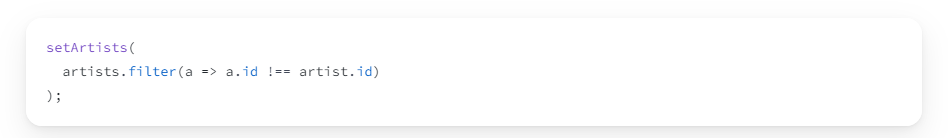 setArtists(
  artists.filter(a => a.id !== artist.id)
);